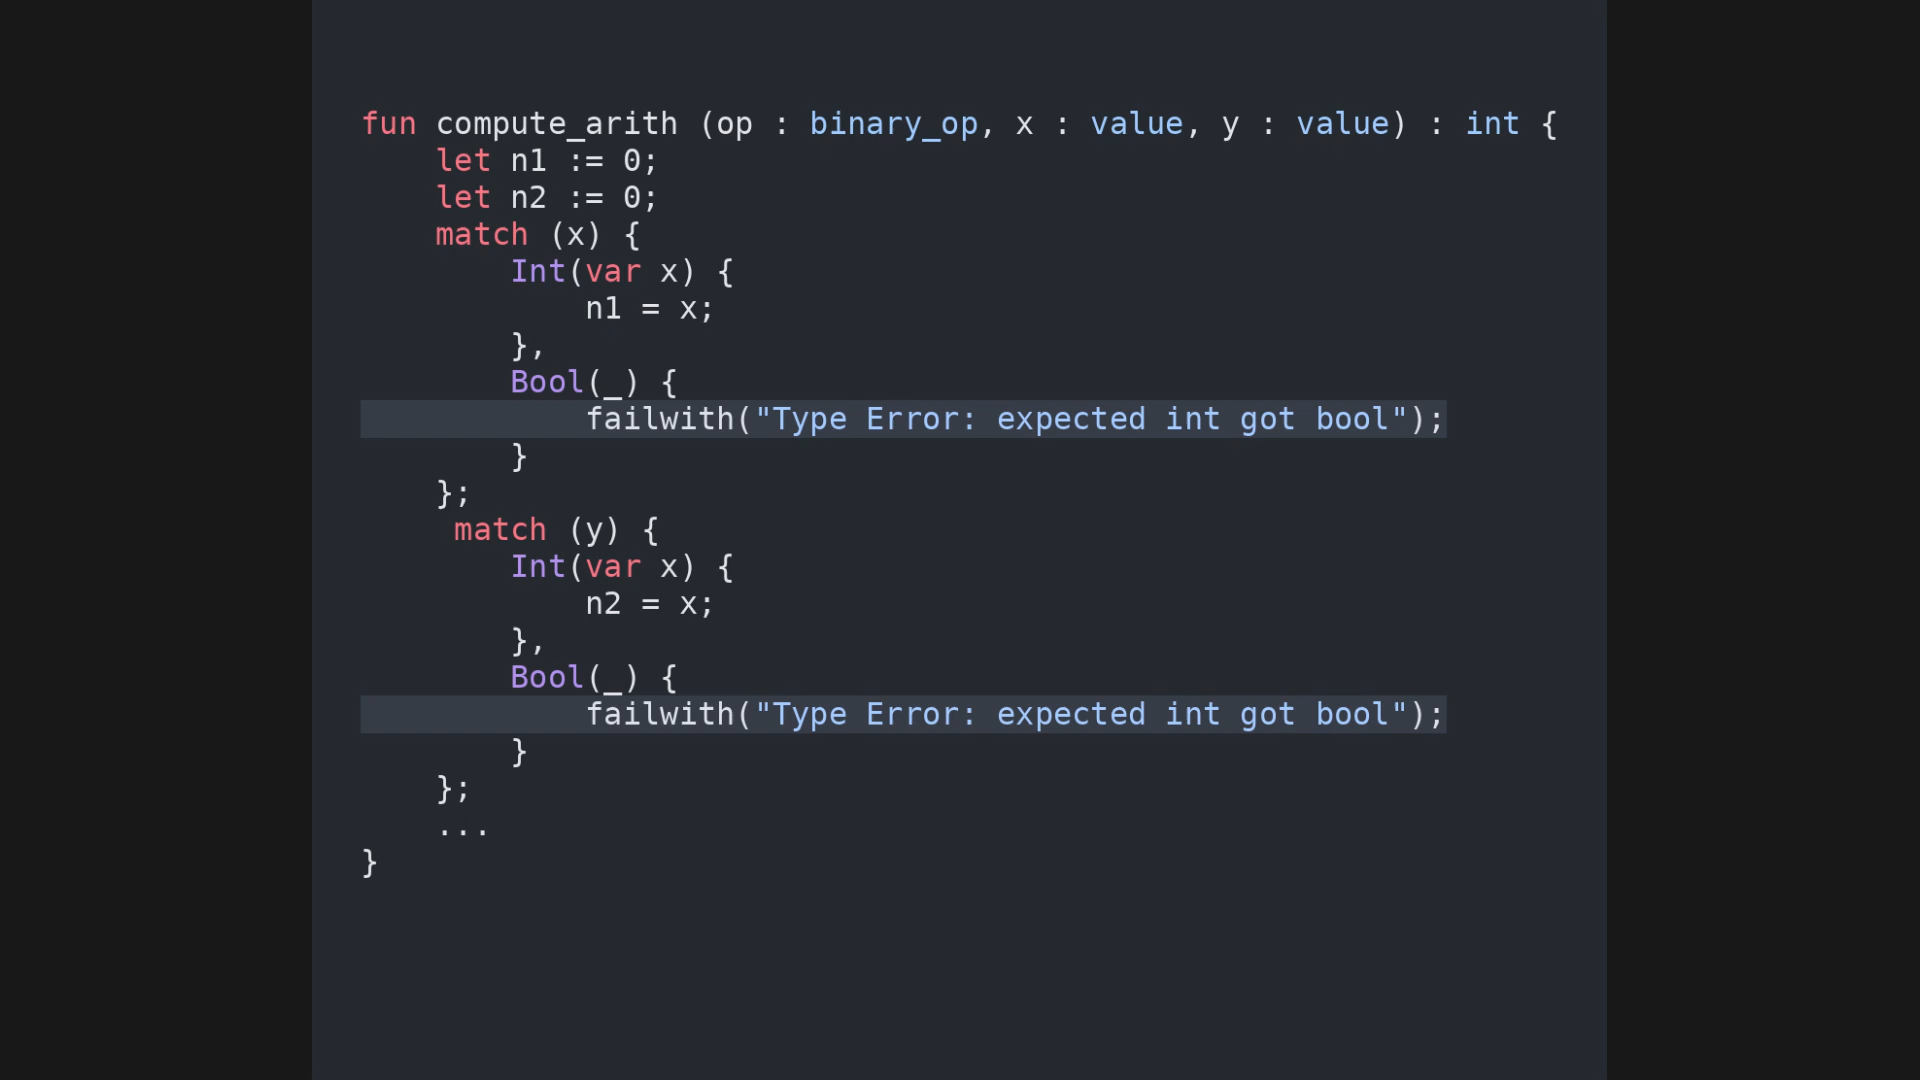 fun compute_arith (op : binary_op, x : value, y : value) : int {
    let n1 := 0;
    let n2 := 0;
    match (x) {
        Int(var x) {
            n1 = x;
        },
        Bool(_) {
            failwith("Type Error: expected int got bool");
        }
    };
     match (y) {
        Int(var x) {
            n2 = x;
        },
        Bool(_) {
            failwith("Type Error: expected int got bool");
        }
    };
    ...
}